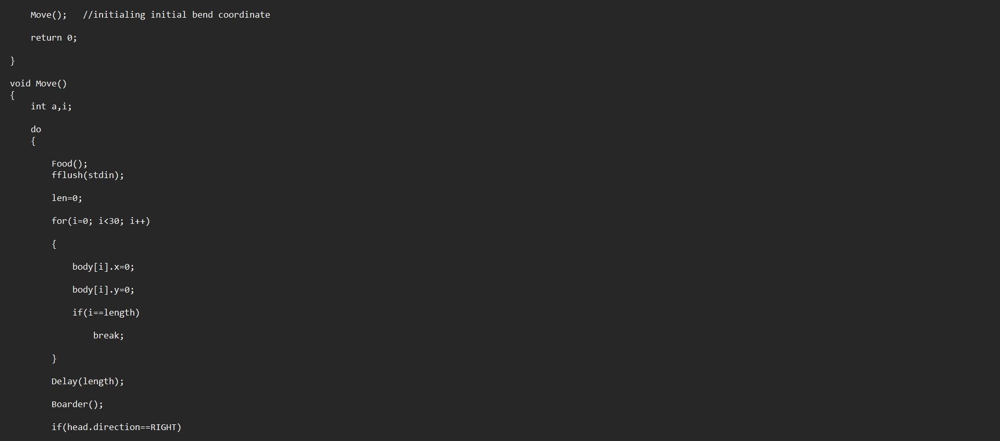 Move();   //initialing initial bend coordinate
    return 0;
}
void Move()
{
    int a,i;
    do
    {
        Food();
        fflush(stdin);
        len=0;
        for(i=0; i<30; i++)
        {
            body[i].x=0;
            body[i].y=0;
            if(i==length)
                break;
        }
        Delay(length);
        Boarder();
        if(head.direction==RIGHT)